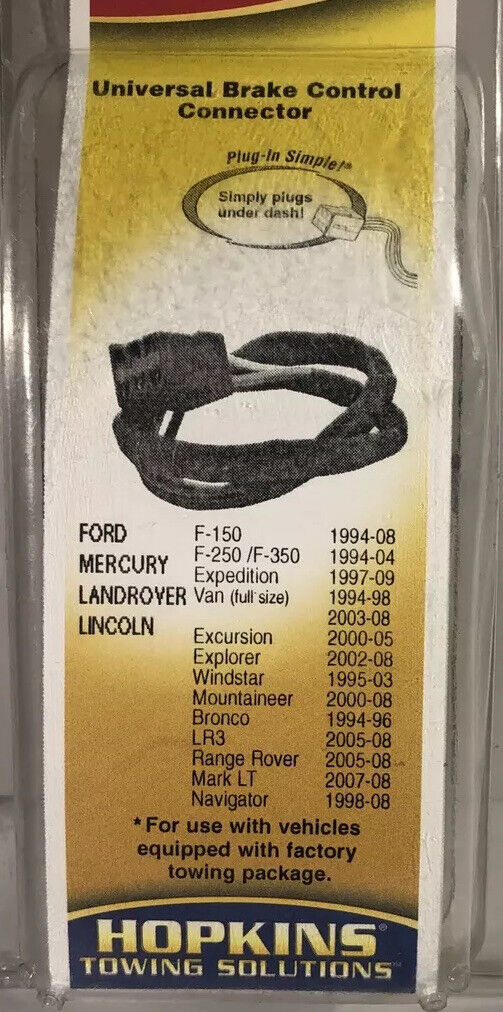 Universal Brake Control
Connector
Plug-In Simple!®
Simply plugs
under dash!
FORD F-150 1994-08
MERCURY F-250 /F-350 1994-04
Expedition 1997-09
LANDROVER Van (full size) 1994-98
2003-08
LINCOLN
Excursion 2000-05
Explorer 2002-08
Windstar 1995-03
Mountaineer 2000-08
Bronco 1994-96
LR3 2005-08
Range Rover 2005-08
Mark LT 2007-08
Navigator 1998-08
*For use with vehicles
equipped with factory
towing package.
HOPKINS®
TOWING SOLUTIONS™